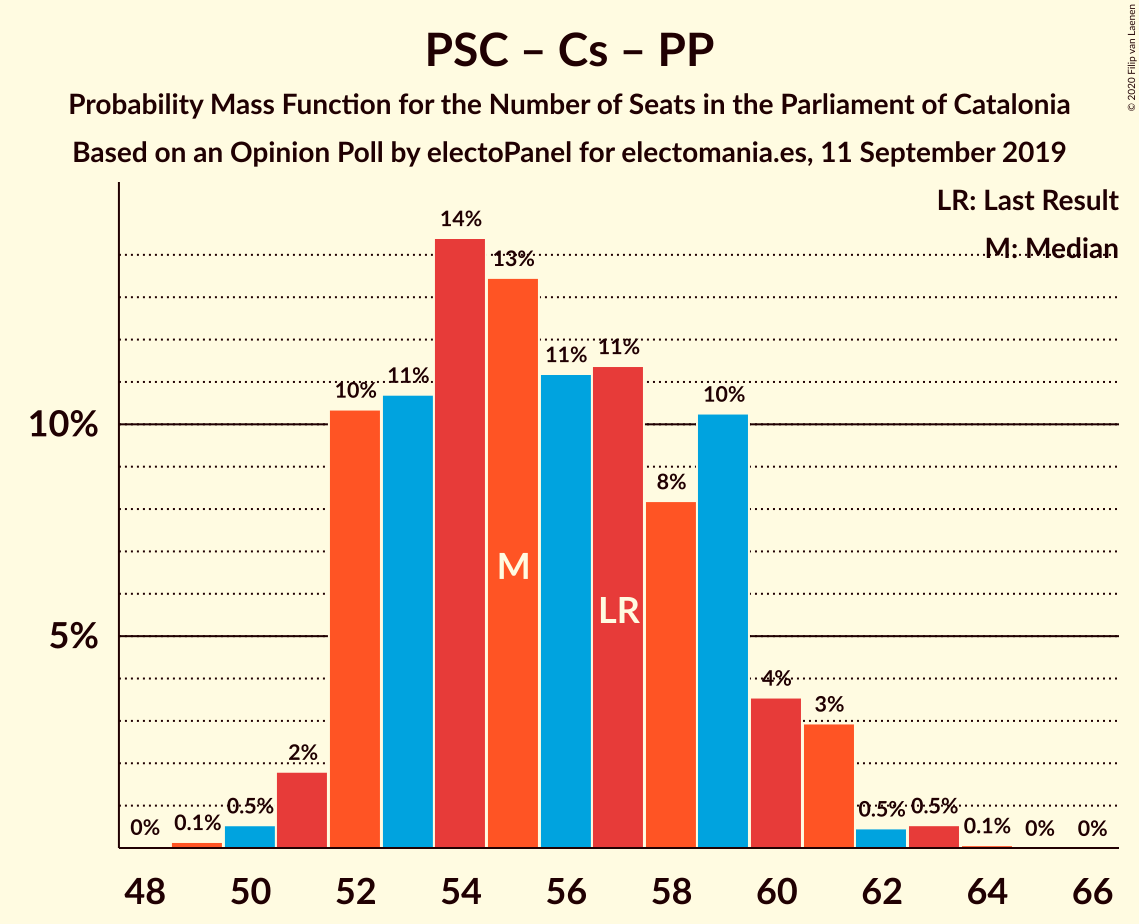 PSC – Cs – PP
Probability Mass Function for the Number of Seats in the Parliament of Catalonia
Based on an Opinion Poll by electoPanel for electomania.es, 11 September 2019
© 2020 Filip van Laenen
LR: Last Result
M: Median
14%
13%
11%
11%
11%
10%
10%
10%
8%
M
LR
5%
4%
3%
2%
0.5%
0.5%
0.5%
0.1%
0.1%
0%
0%
0%
48 50 52 54 56 58 60 62 64 66